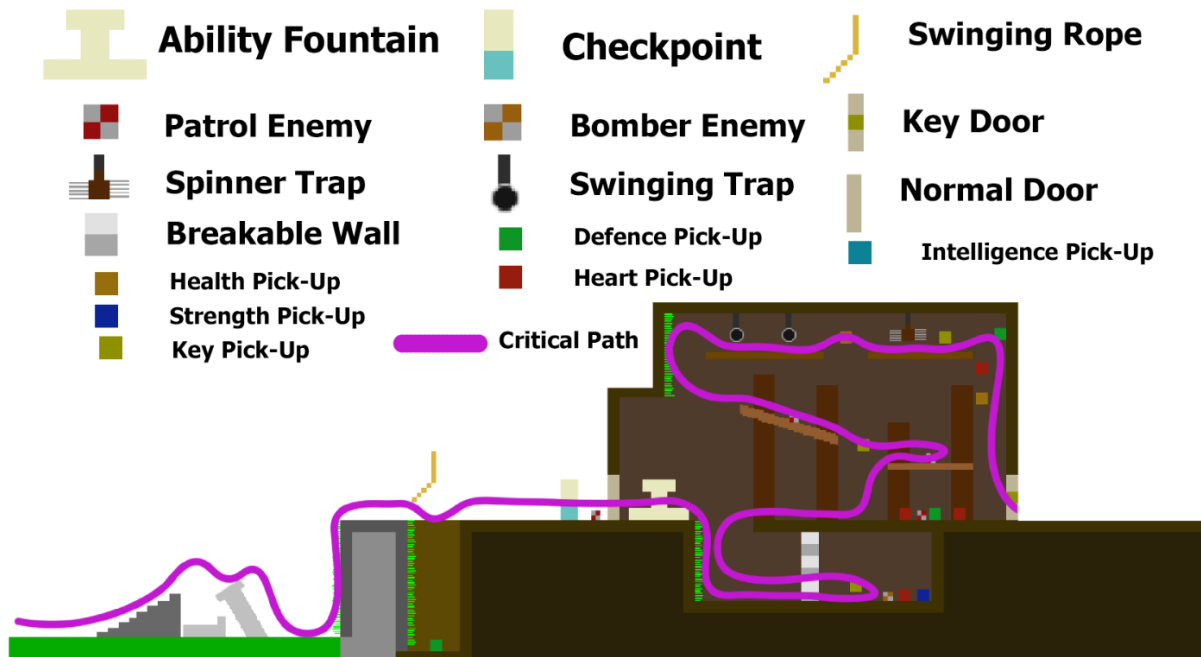 Ability Fountain
Checkpoint
Swinging Rope
Patrol Enemy
Bomber Enemy
Key Door
Spinner Trap
Swinging Trap
Normal Door
Breakable Wall
Defence Pick-Up
Intelligence Pick-Up
Health Pick-Up
Heart Pick-Up
Strength Pick-Up
Key Pick-Up
Critical Path